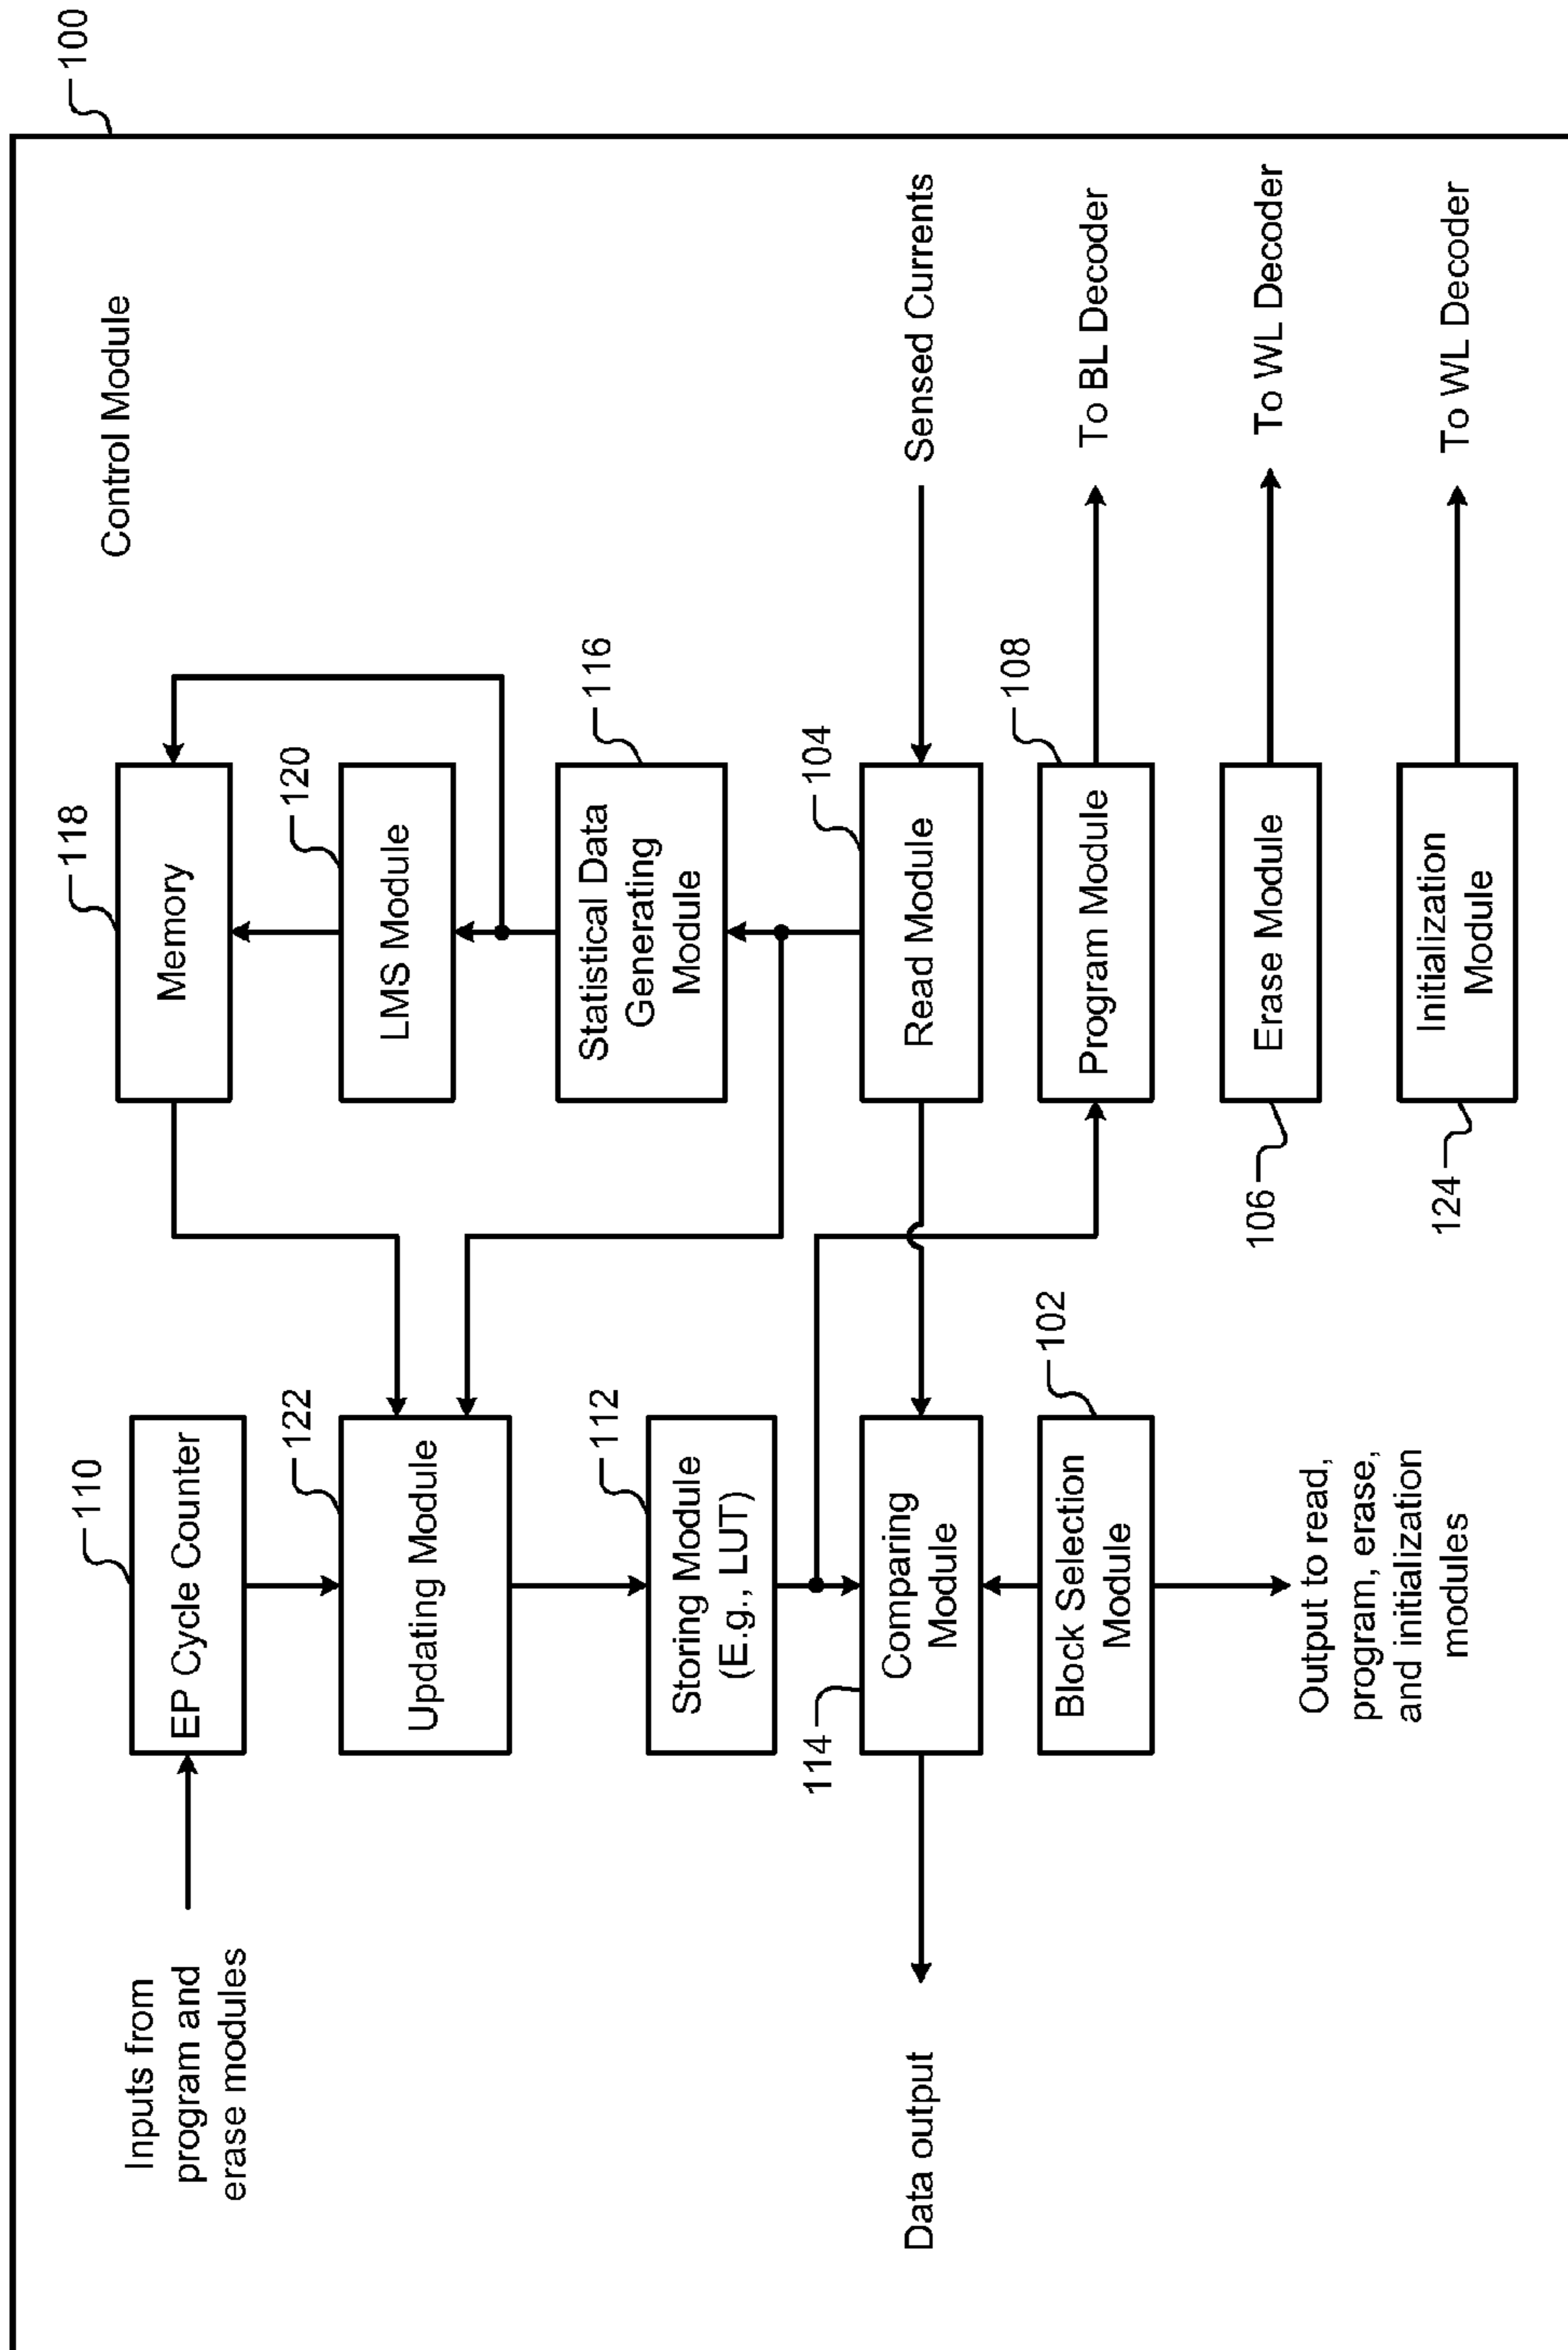 100
Control Module
Inputs from
program and
erase modules
110
EP Cycle Counter
118
Memory
122
Updating Module
120
LMS Module
112
Storing Module
(E.g., LUT)
116
Statistical Data
Generating
Module
114
Comparing
Module
104
Read Module
Sensed Currents
Data output
102
Block Selection
Module
108
Program Module
To BL Decoder
Output to read,
program, erase,
and initialization
modules
106
Erase Module
To WL Decoder
124
Initialization
Module
To WL Decoder